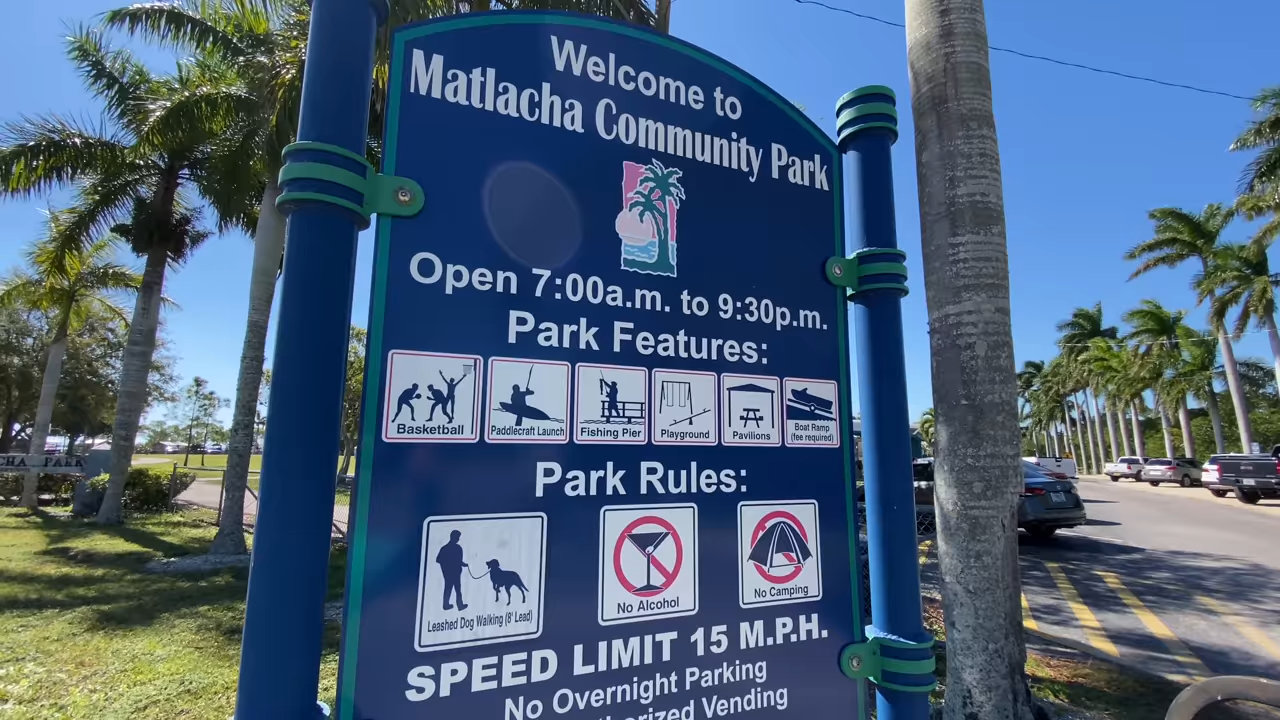 Welcome to
Matlacha Community Park
Open 7:00a.m. to 9:30p.m.
Park Features:
Basketball
Paddlecraft Launch
Fishing Pier
Playground
Pavilions
Boat Ramp
(fee required)
Park Rules:
Leashed Dog Walking (8' Lead)
No Alcohol
No Camping
SPEED LIMIT 15 M.P.H.
No Overnight Parking
Vending
PARK